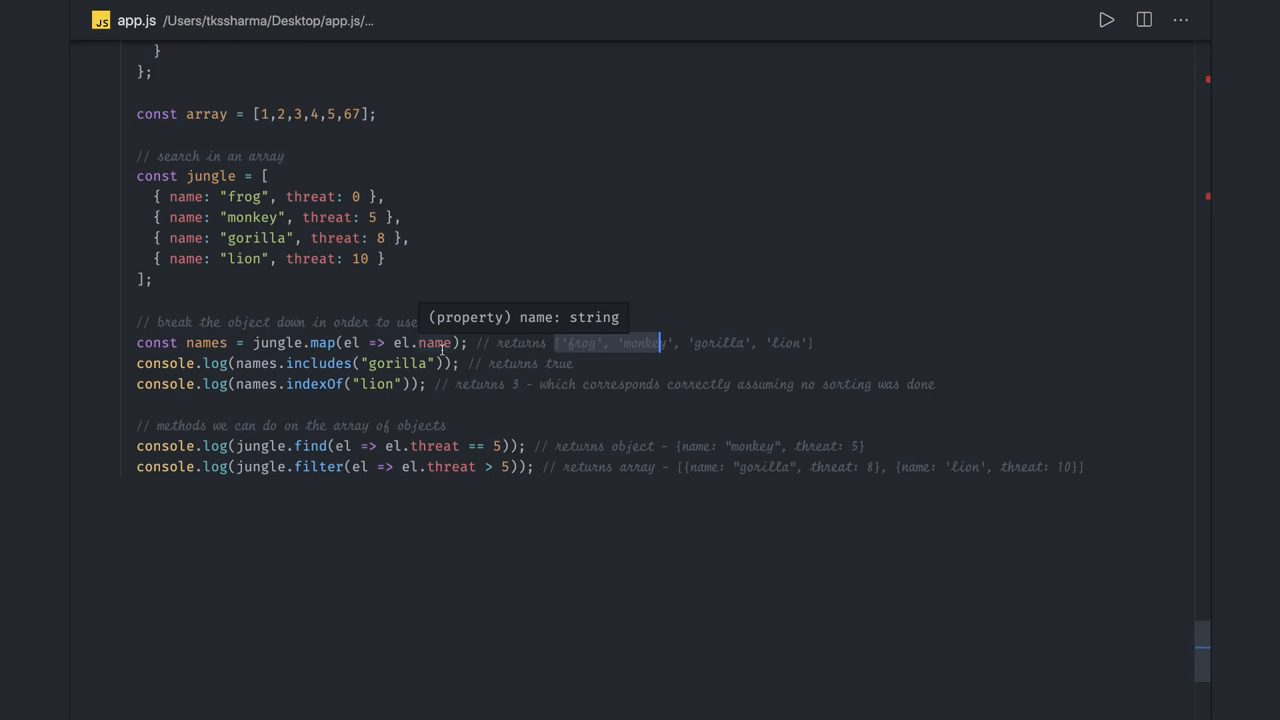 JS app.js /Users/tkssharma/Desktop/app.js/...
}
};
const array = [1,2,3,4,5,67];
// search in an array
const jungle = [
{ name: "frog", threat: 0 },
{ name: "monkey", threat: 5 },
{ name: "gorilla", threat: 8 },
{ name: "lion", threat: 10 }
];
(property) name: string
// break the object down in order to use
const names = jungle.map(el => el.name); // returns ['frog', 'monkey', 'gorilla', 'lion']
console.log(names.includes("gorilla")); // returns true
console.log(names.indexOf("lion")); // returns 3 - which corresponds correctly assuming no sorting was done
// methods we can do on the array of objects
console.log(jungle.find(el => el.threat == 5)); // returns object - {name: "monkey", threat: 5}
console.log(jungle.filter(el => el.threat > 5)); // returns array - [{name: "gorilla", threat: 8}, {name: 'lion', threat: 10}]